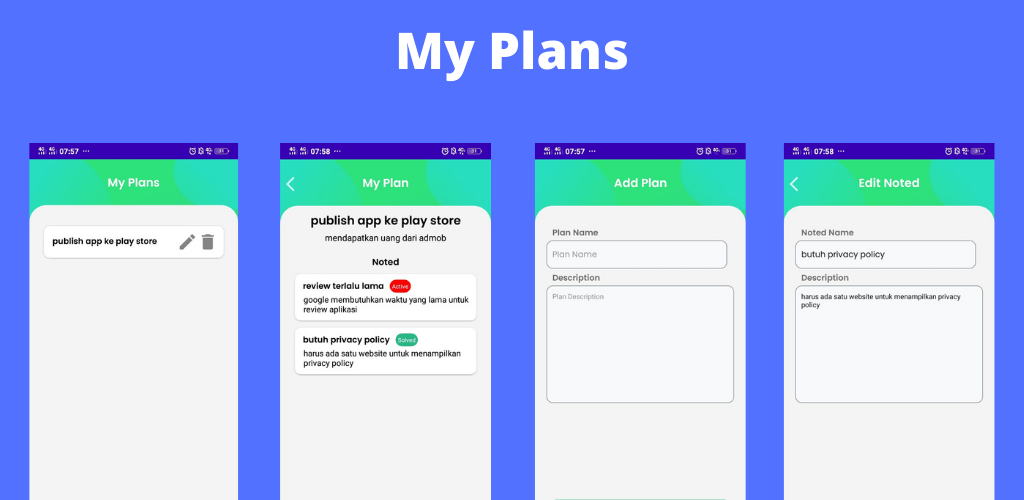 My Plans
07:57
My Plans
publish app ke play store
07:58
My Plan
publish app ke play store
mendapatkan uang dari admob
Noted
review terlalu lama Active
google membutuhkan waktu yang lama untuk
review aplikasi
butuh privacy policy Solved
harus ada satu website untuk menampilkan
privacy policy
07:57
Add Plan
Plan Name
Plan Name
Description
Plan Description
07:58
Edit Noted
Noted Name
butuh privacy policy
Description
harus ada satu website untuk menampilkan privacy
policy